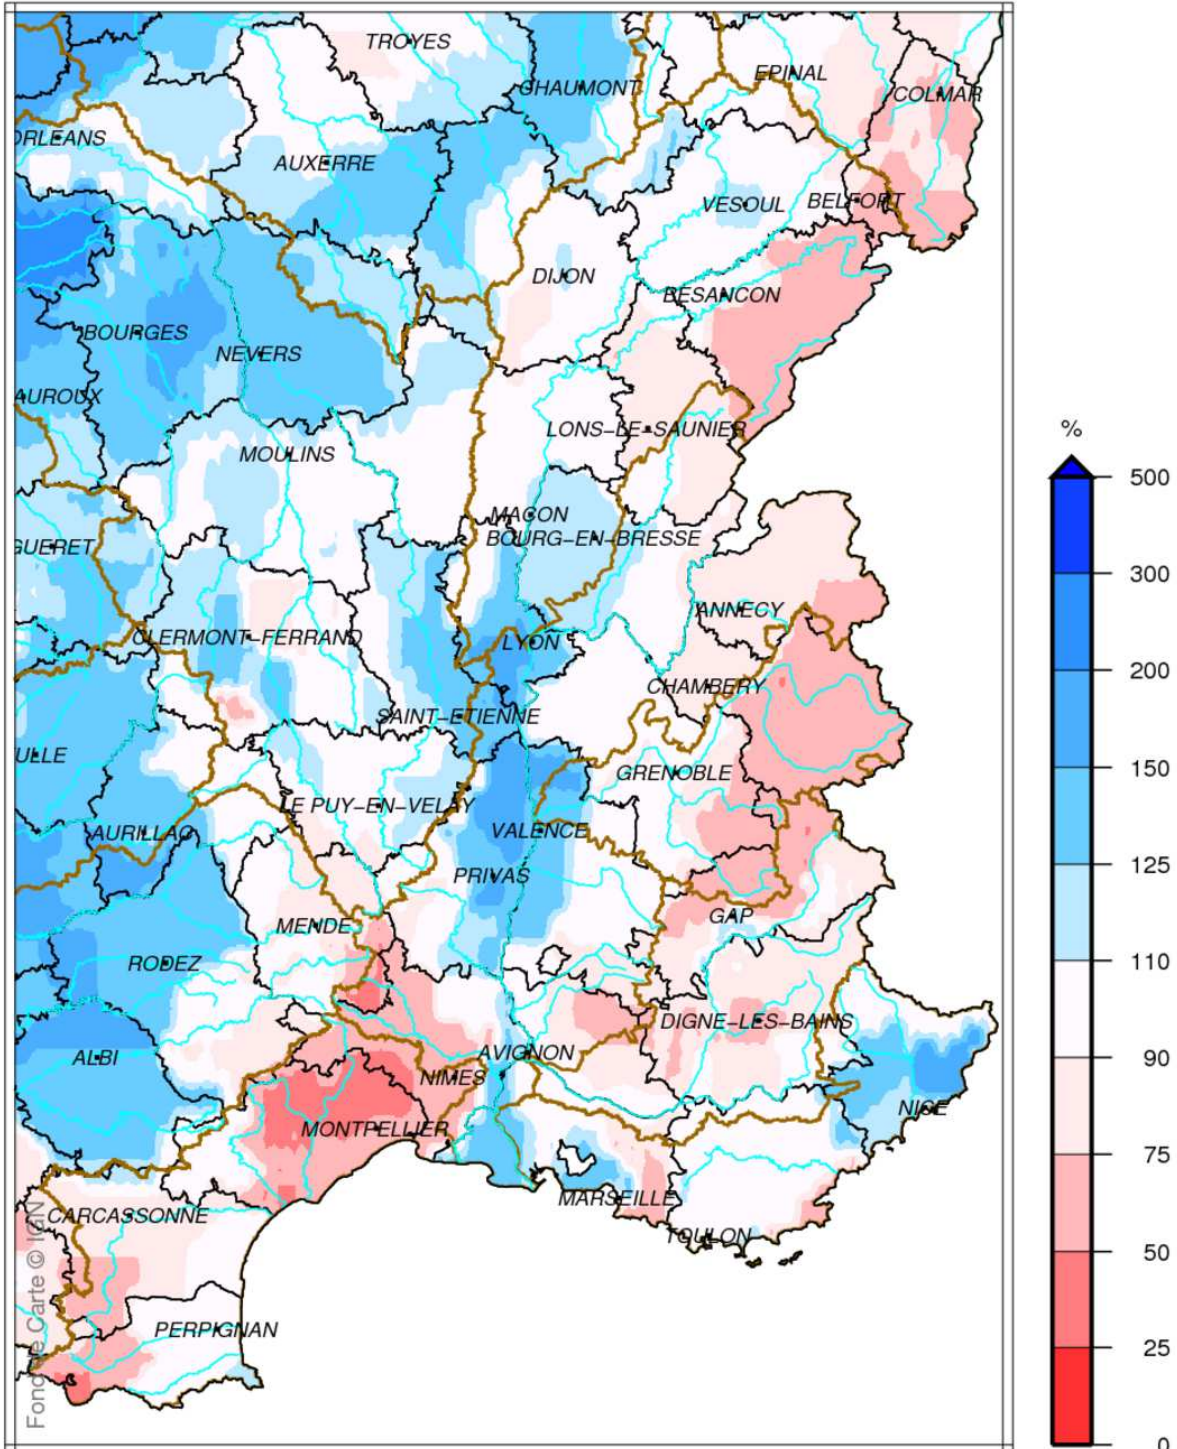 TROYES
EPINAL
CHAUMONT
COLMAR
ORLEANS
AUXERRE
VESOUL
BELFORT
DIJON
BESANCON
BOURGES
NEVERS
AUROUX
LONS-LE-SAUNIER
MOULINS
MACON
BOURG-EN-BRESSE
GUERET
ANNECY
CLERMONT-FERRAND
LYON
CHAMBERY
SAINT-ETIENNE
ULLE
GRENOBLE
LE PUY-EN-VELAY
AURILLAC
VALENCE
PRIVAS
GAP
MENDE
RODEZ
DIGNE-LES-BAINS
ALBI
AVIGNON
NIMES
NICE
MONTPELLIER
MARSEILLE
CARCASSONNE
TOULON
PERPIGNAN
Fond de Carte © IGN
%
500
300
200
150
125
110
90
75
50
25
0